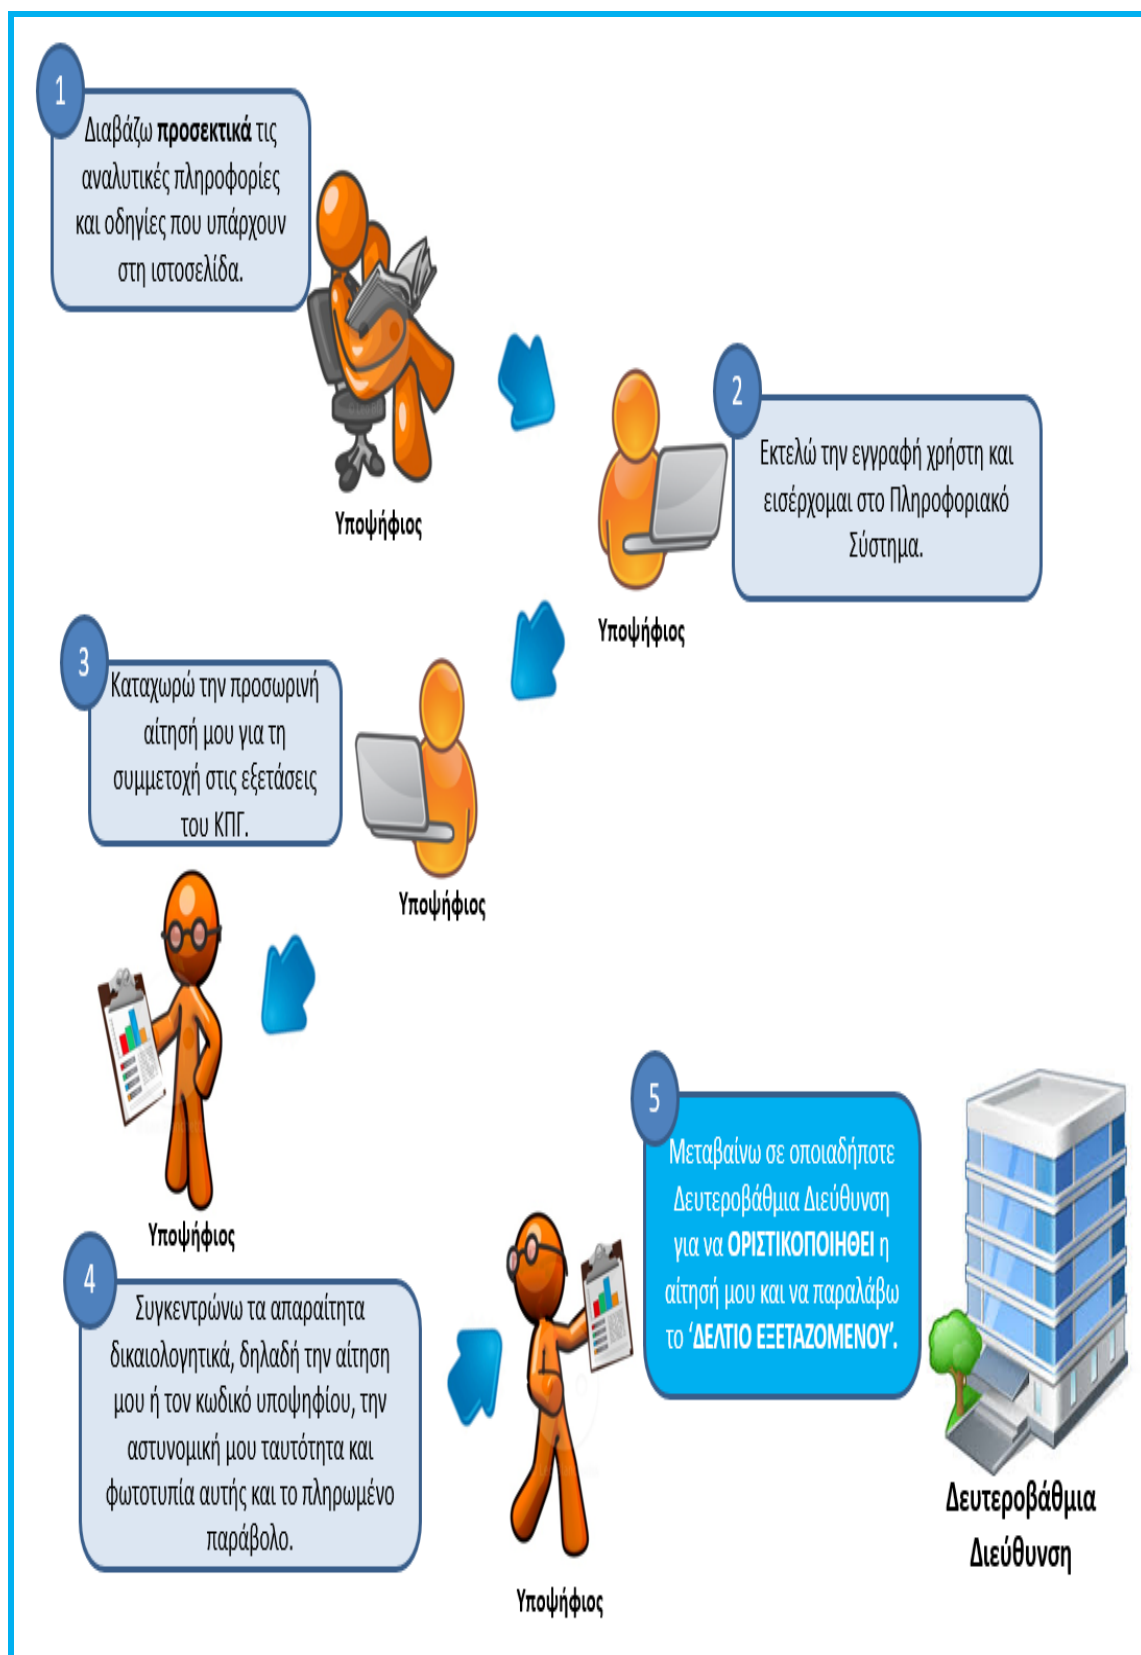 1
Διαβάζω προσεκτικά τις
αναλυτικές πληροφορίες
και οδηγίες που υπάρχουν
στη ιστοσελίδα.
Υποψήφιος
2
Εκτελώ την εγγραφή χρήστη και
εισέρχομαι στο Πληροφοριακό
Σύστημα.
Υποψήφιος
3
Καταχωρώ την προσωρινή
αίτησή μου για τη
συμμετοχή στις εξετάσεις
του ΚΠΓ.
Υποψήφιος
Υποψήφιος
4
Συγκεντρώνω τα απαραίτητα
δικαιολογητικά, δηλαδή την αίτηση
μου ή τον κωδικό υποψηφίου, την
αστυνομική μου ταυτότητα και
φωτοτυπία αυτής και το πληρωμένο
παράβολο.
Υποψήφιος
5
Μεταβαίνω σε οποιαδήποτε
Δευτεροβάθμια Διεύθυνση
για να ΟΡΙΣΤΙΚΟΠΟΙΗΘΕΙ η
αίτησή μου και να παραλάβω
το ‘ΔΕΛΤΙΟ ΕΞΕΤΑΖΟΜΕΝΟΥ’.
Δευτεροβάθμια
Διεύθυνση